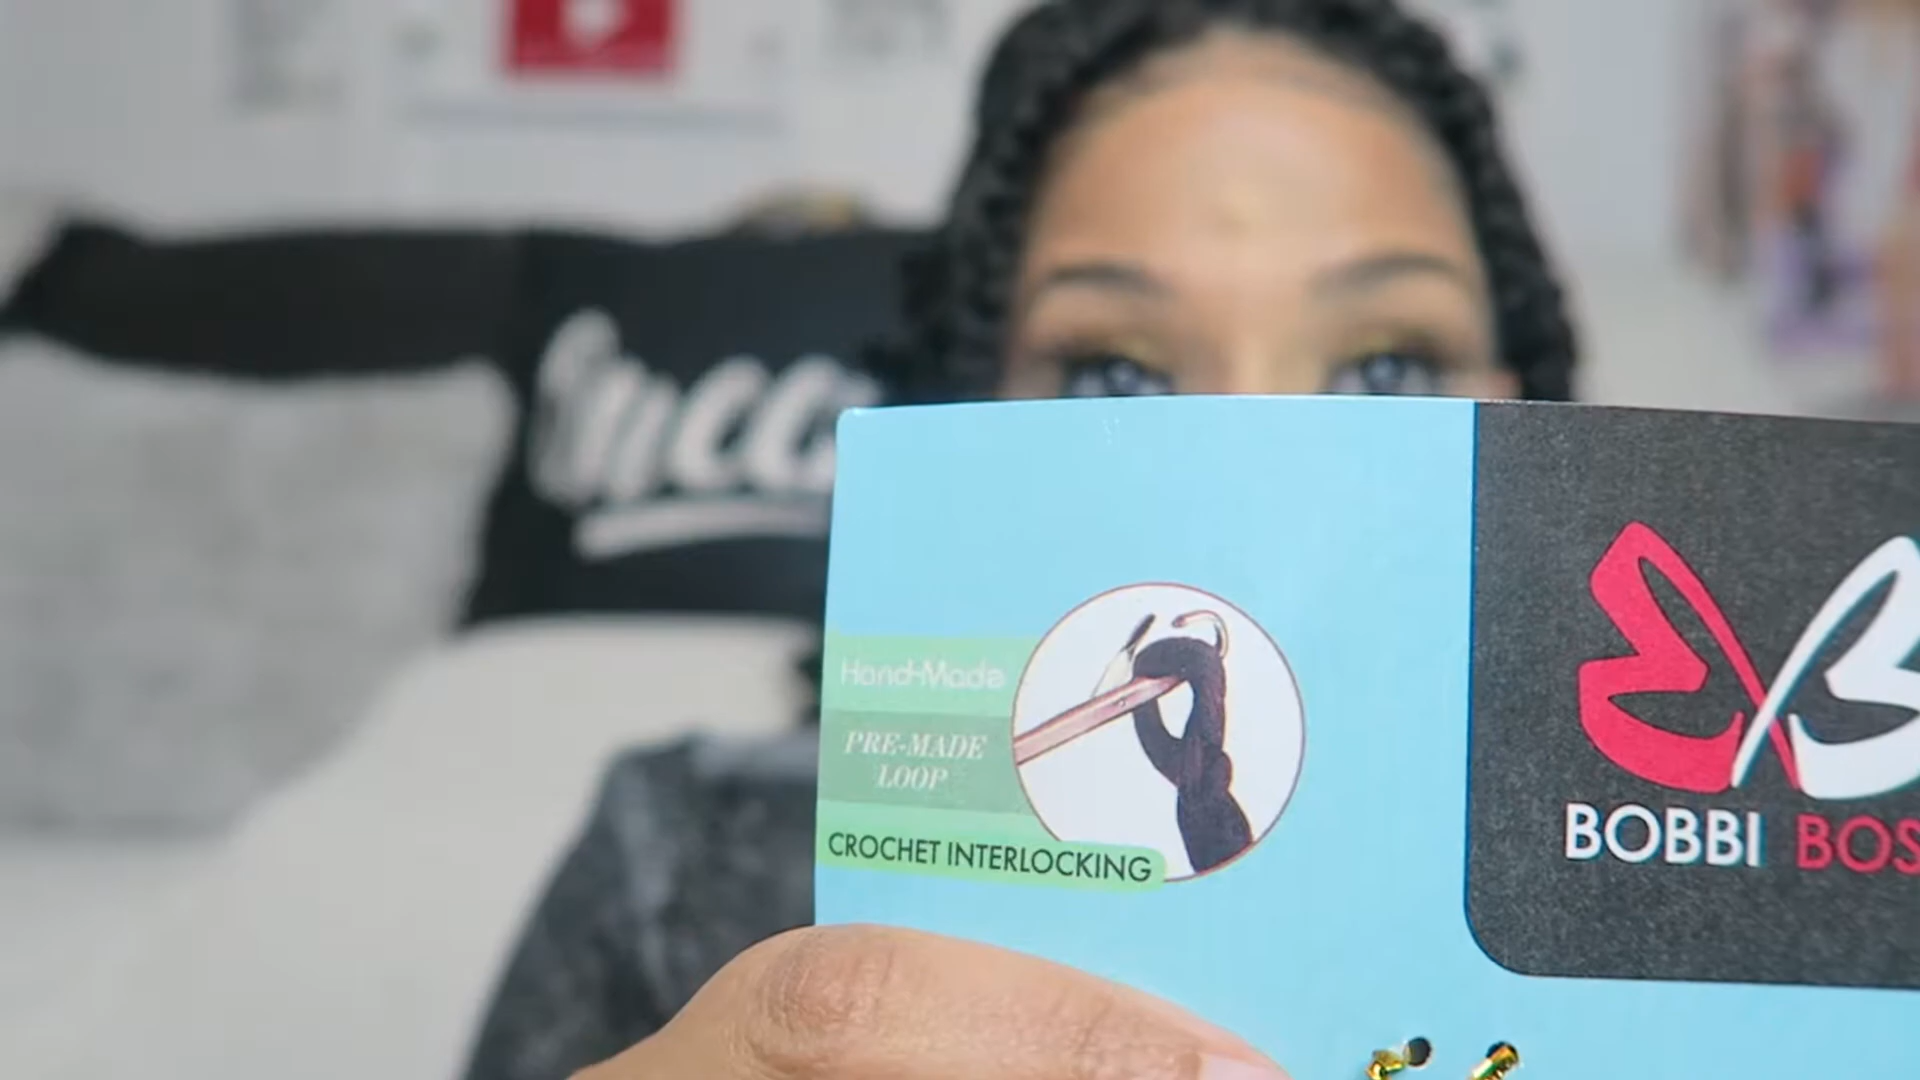 Hand-Made
PRE-MADE
LOOP
CROCHET INTERLOCKING
BOBBI BOS